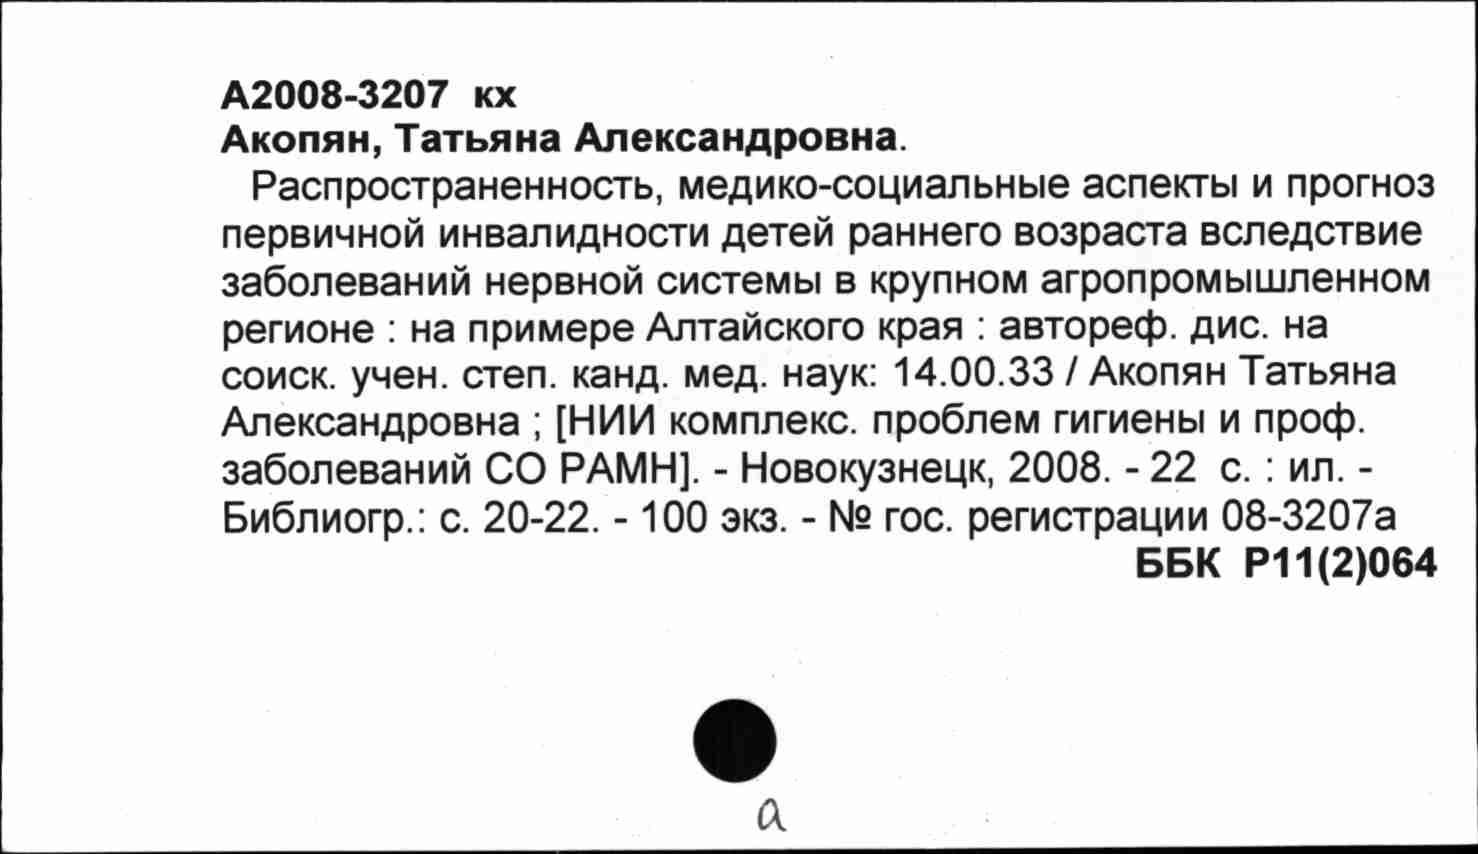 А2008-3207 кх
Акопян, Татьяна Александровна.
Распространенность, медико-социальные аспекты и прогноз
первичной инвалидности детей раннего возраста вследствие
заболеваний нервной системы в крупном агропромышленном
регионе : на примере Алтайского края : автореф. дис. на
соиск. учен. степ. канд. мед. наук: 14.00.33 / Акопян Татьяна
Александровна ; [НИИ комплекс. проблем гигиены и проф.
заболеваний СО РАМН]. - Новокузнецк, 2008. - 22 с. : ил. -
Библиогр.: с. 20-22. - 100 экз. - № гос. регистрации 08-3207а
ББК Р11(2)064
а